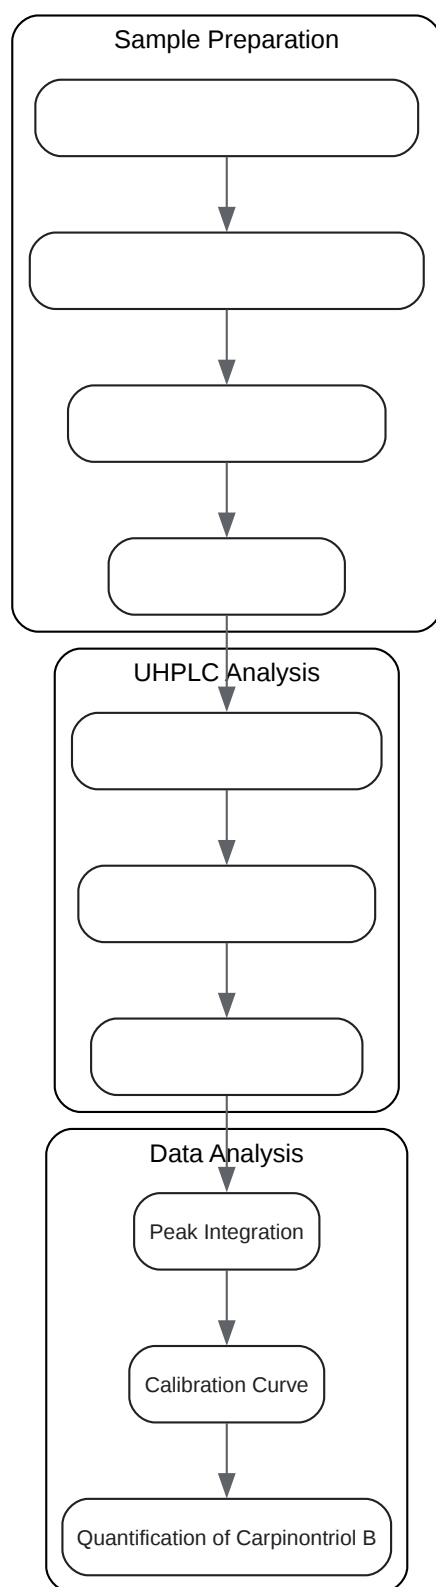 Sample Preparation
UHPLC Analysis
Data Analysis
Peak Integration
Calibration Curve
Quantification of Carpinontriol B